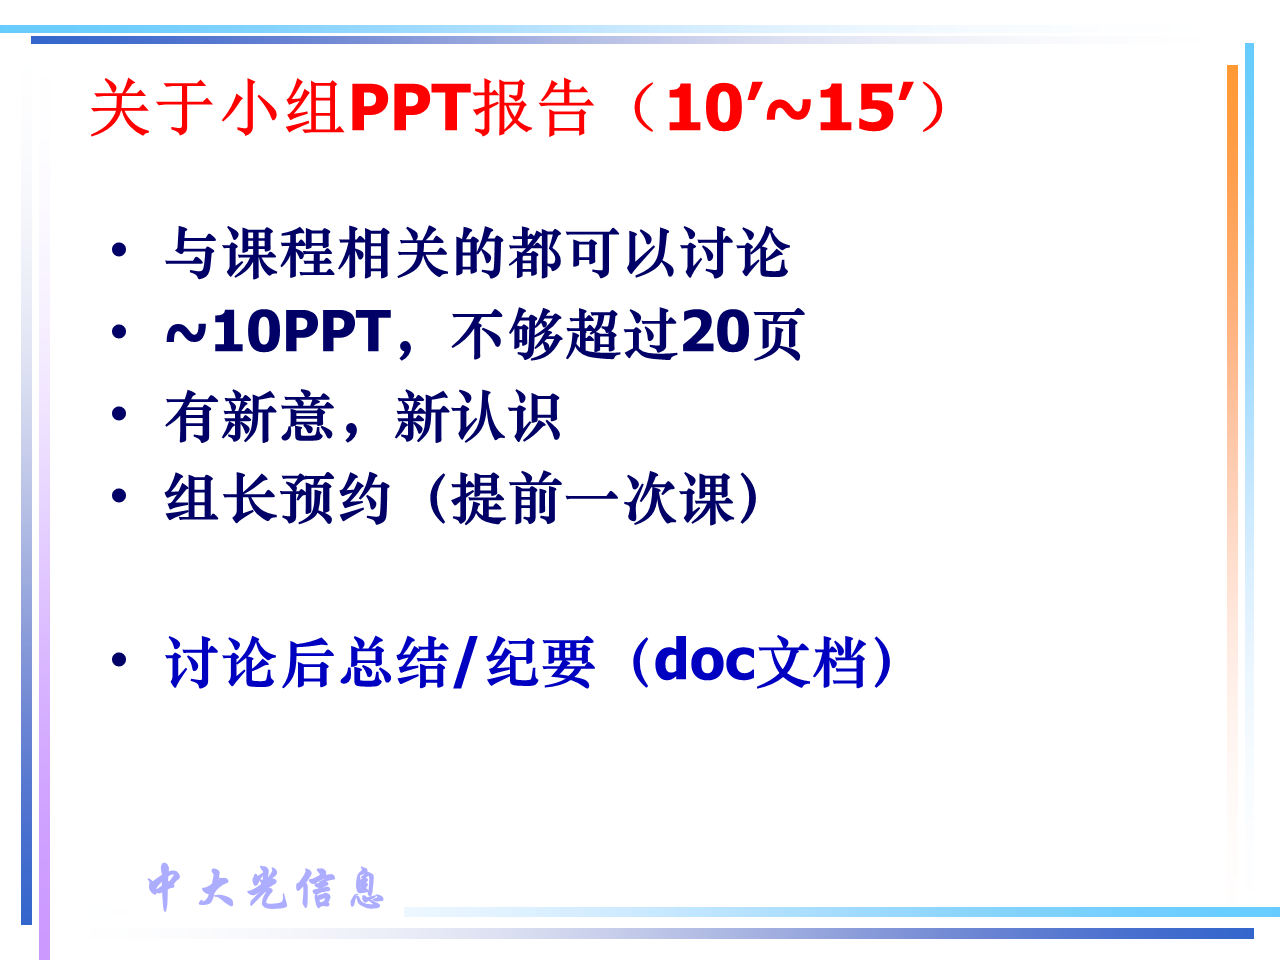 关于小组PPT报告（10’~15’）
• 与课程相关的都可以讨论
• ~10PPT，不够超过20页
• 有新意，新认识
• 组长预约（提前一次课）
• 讨论后总结/纪要（doc文档）
中大光信息